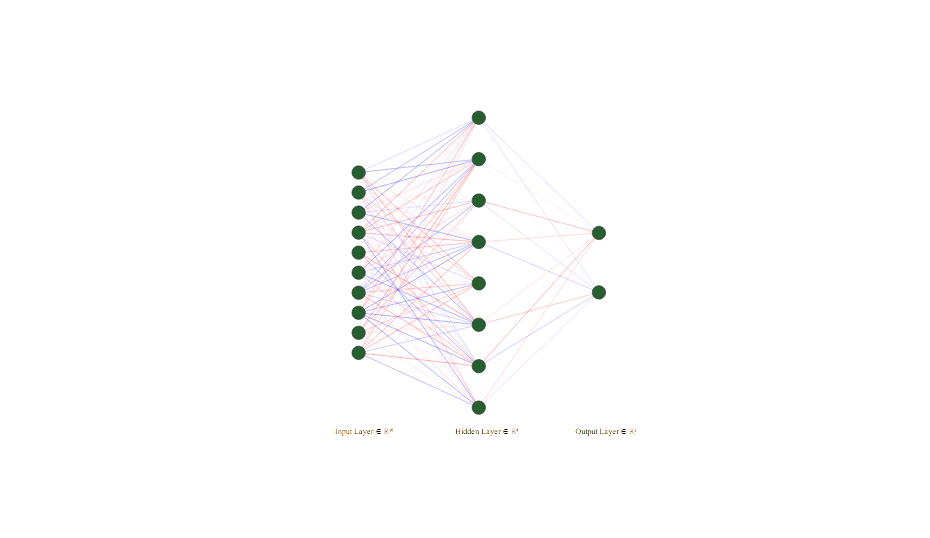 Input Layer ∈ ℝ¹⁰
Hidden Layer ∈ ℝ⁸
Output Layer ∈ ℝ²